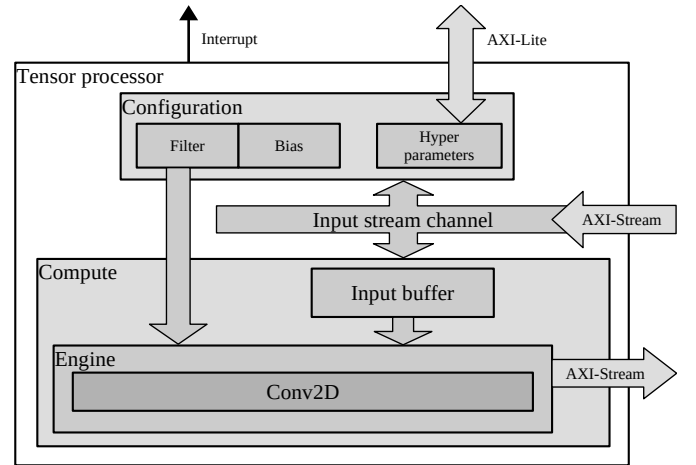 Interrupt
AXI-Lite
Tensor processor
Configuration
Filter
Bias
Hyper
parameters
Input stream channel
AXI-Stream
Compute
Input buffer
Engine
AXI-Stream
Conv2D